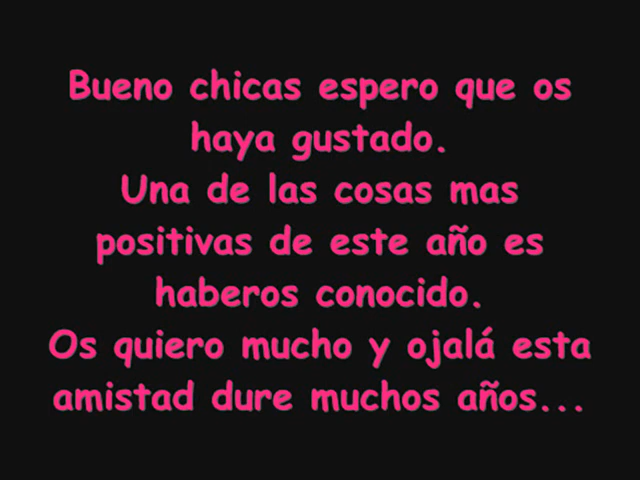 Bueno chicas espero que os
haya gustado.
Una de las cosas mas
positivas de este año es
haberos conocido.
Os quiero mucho y ojalá esta
amistad dure muchos años...